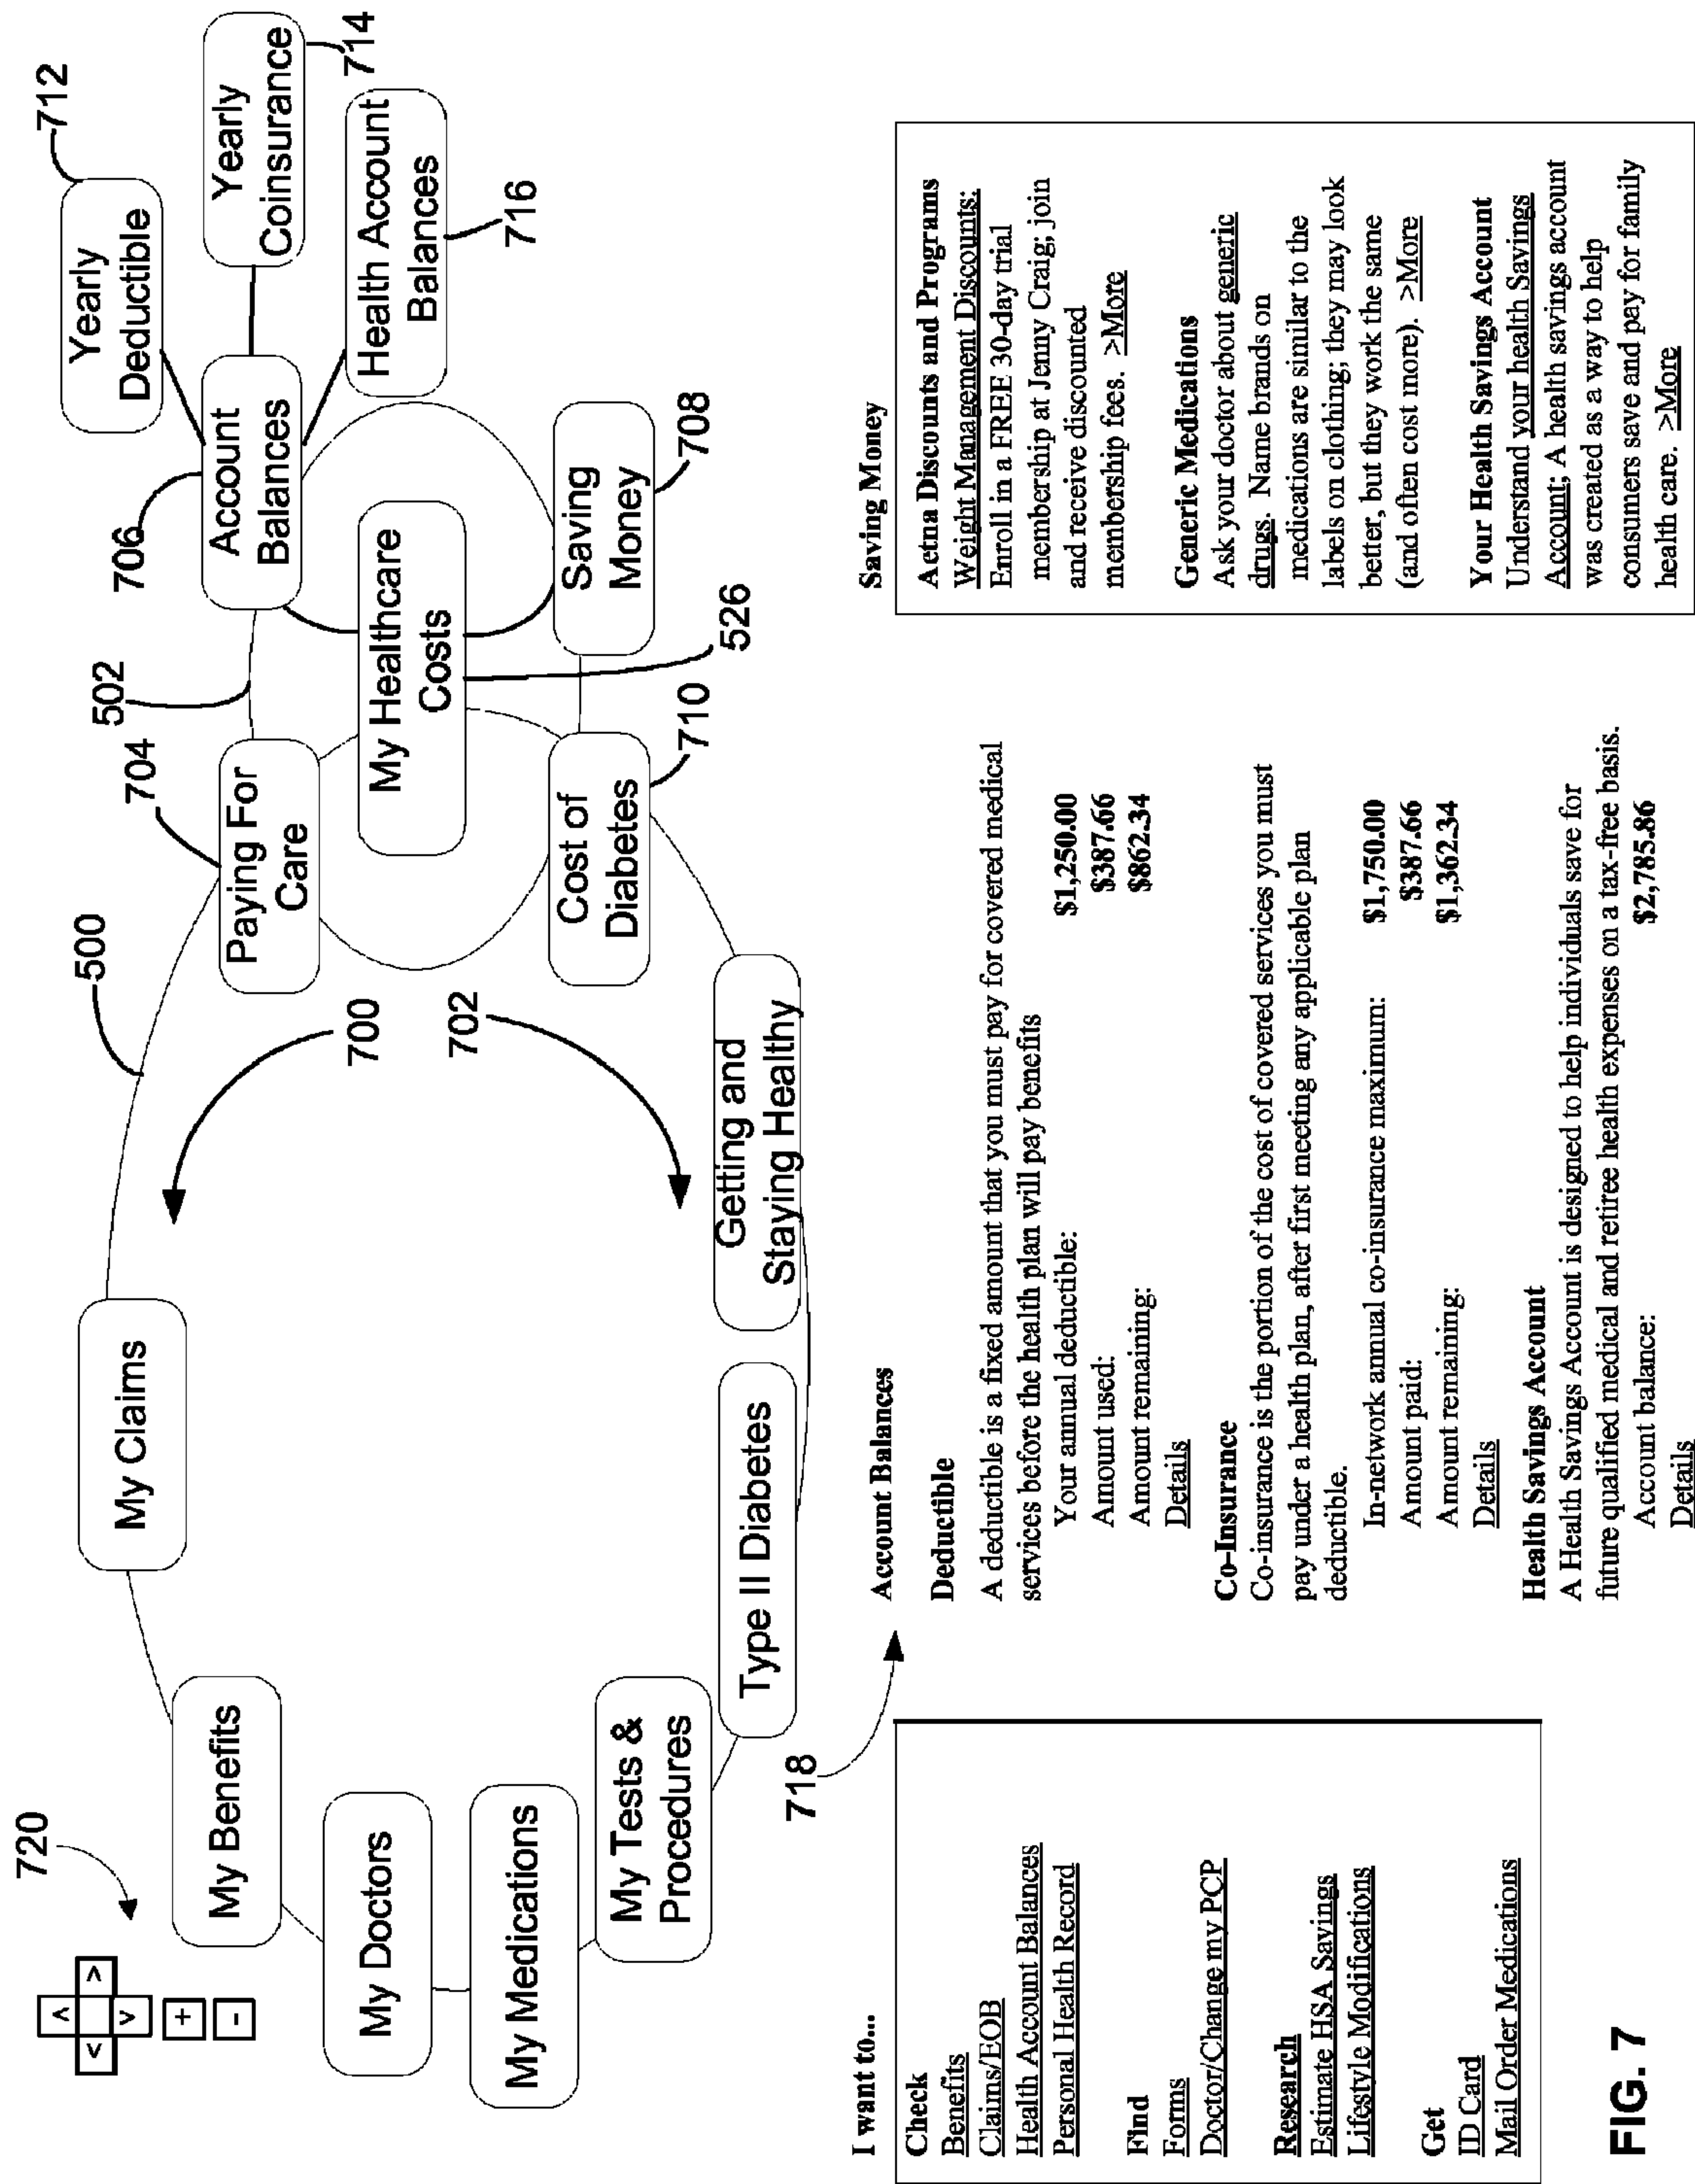 720
<
^
>
v
+
-
My Benefits
My Claims
500
704
502
706
712
Yearly
Deductible
Yearly
Coinsurance
714
Health Account
Balances
716
Account
Balances
Paying For
Care
My Healthcare
Costs
526
Saving
Money
708
Cost of
Diabetes
710
700
702
Getting and
Staying Healthy
Type II Diabetes
My Tests &
Procedures
My Medications
My Doctors
718
I want to...
Check
Benefits
Claims/EOB
Health Account Balances
Personal Health Record
Find
Forms
Doctor/Change my PCP
Research
Estimate HSA Savings
Lifestyle Modifications
Get
ID Card
Mail Order Medications
Account Balances
Deductible
A deductible is a fixed amount that you must pay for covered medical
services before the health plan will pay benefits
Your annual deductible: $1,250.00
Amount used: $387.66
Amount remaining: $862.34
Details
Co-Insurance
Co-insurance is the portion of the cost of covered services you must
pay under a health plan, after first meeting any applicable plan
deductible.
In-network annual co-insurance maximum: $1,750.00
Amount paid: $387.66
Amount remaining: $1,362.34
Details
Health Savings Account
A Health Savings Account is designed to help individuals save for
future qualified medical and retiree health expenses on a tax-free basis.
Account balance: $2,785.86
Details
Saving Money
Aetna Discounts and Programs
Weight Management Discounts:
Enroll in a FREE 30-day trial
membership at Jenny Craig; join
and receive discounted
membership fees. >More
Generic Medications
Ask your doctor about generic
drugs. Name brands on
medications are similar to the
labels on clothing; they may look
better, but they work the same
(and often cost more). >More
Your Health Savings Account
Understand your health Savings
Account; A health savings account
was created as a way to help
consumers save and pay for family
health care. >More
FIG. 7